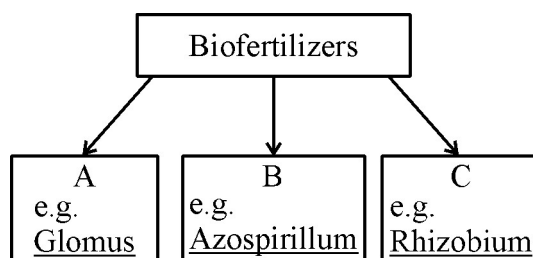 Biofertilizers
A
e.g.
Glomus
B
e.g.
Azospirillum
C
e.g.
Rhizobium